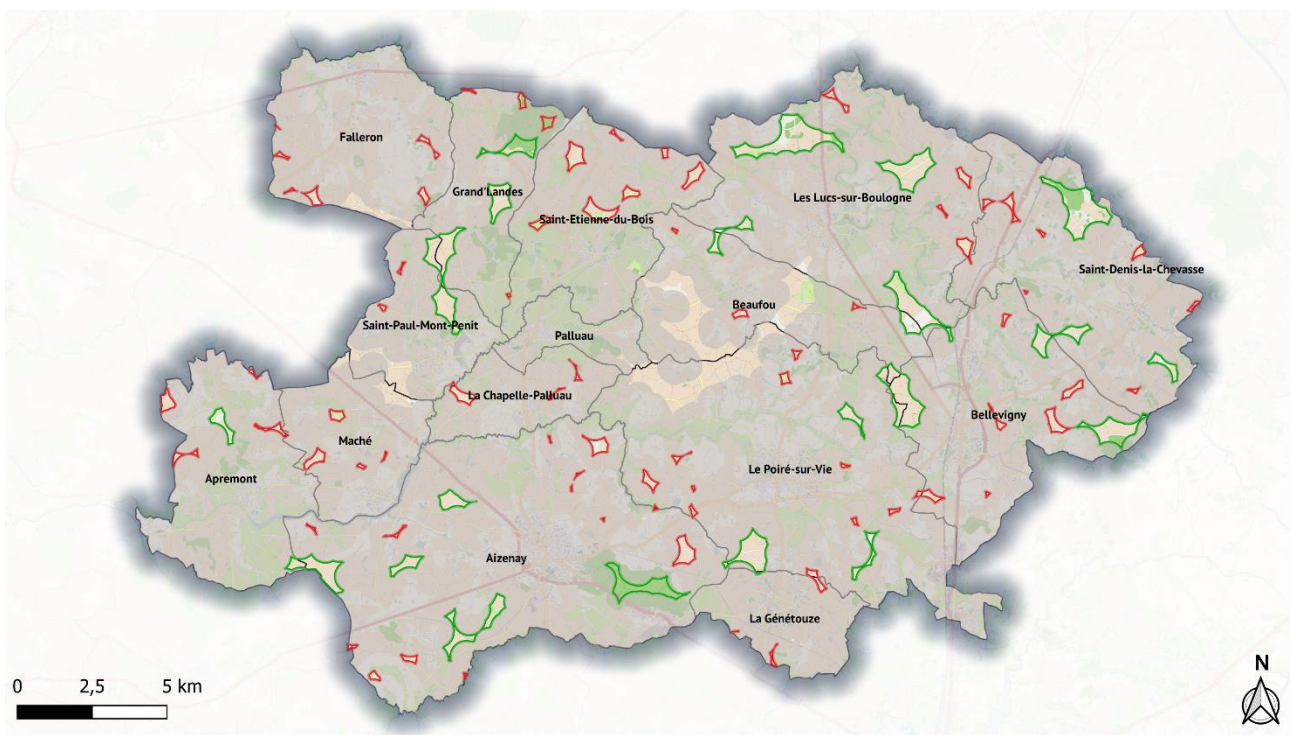 Falleron
Grand'Landes
Les Lucs-sur-Boulogne
Saint-Etienne-du-Bois
Saint-Denis-la-Chevasse
Beaufou
Saint-Paul-Mont-Penit
Palluau
La Chapelle-Palluau
Bellevigny
Maché
Le Poiré-sur-Vie
Apremont
Aizenay
La Génétouze
N
0 2,5 5 km